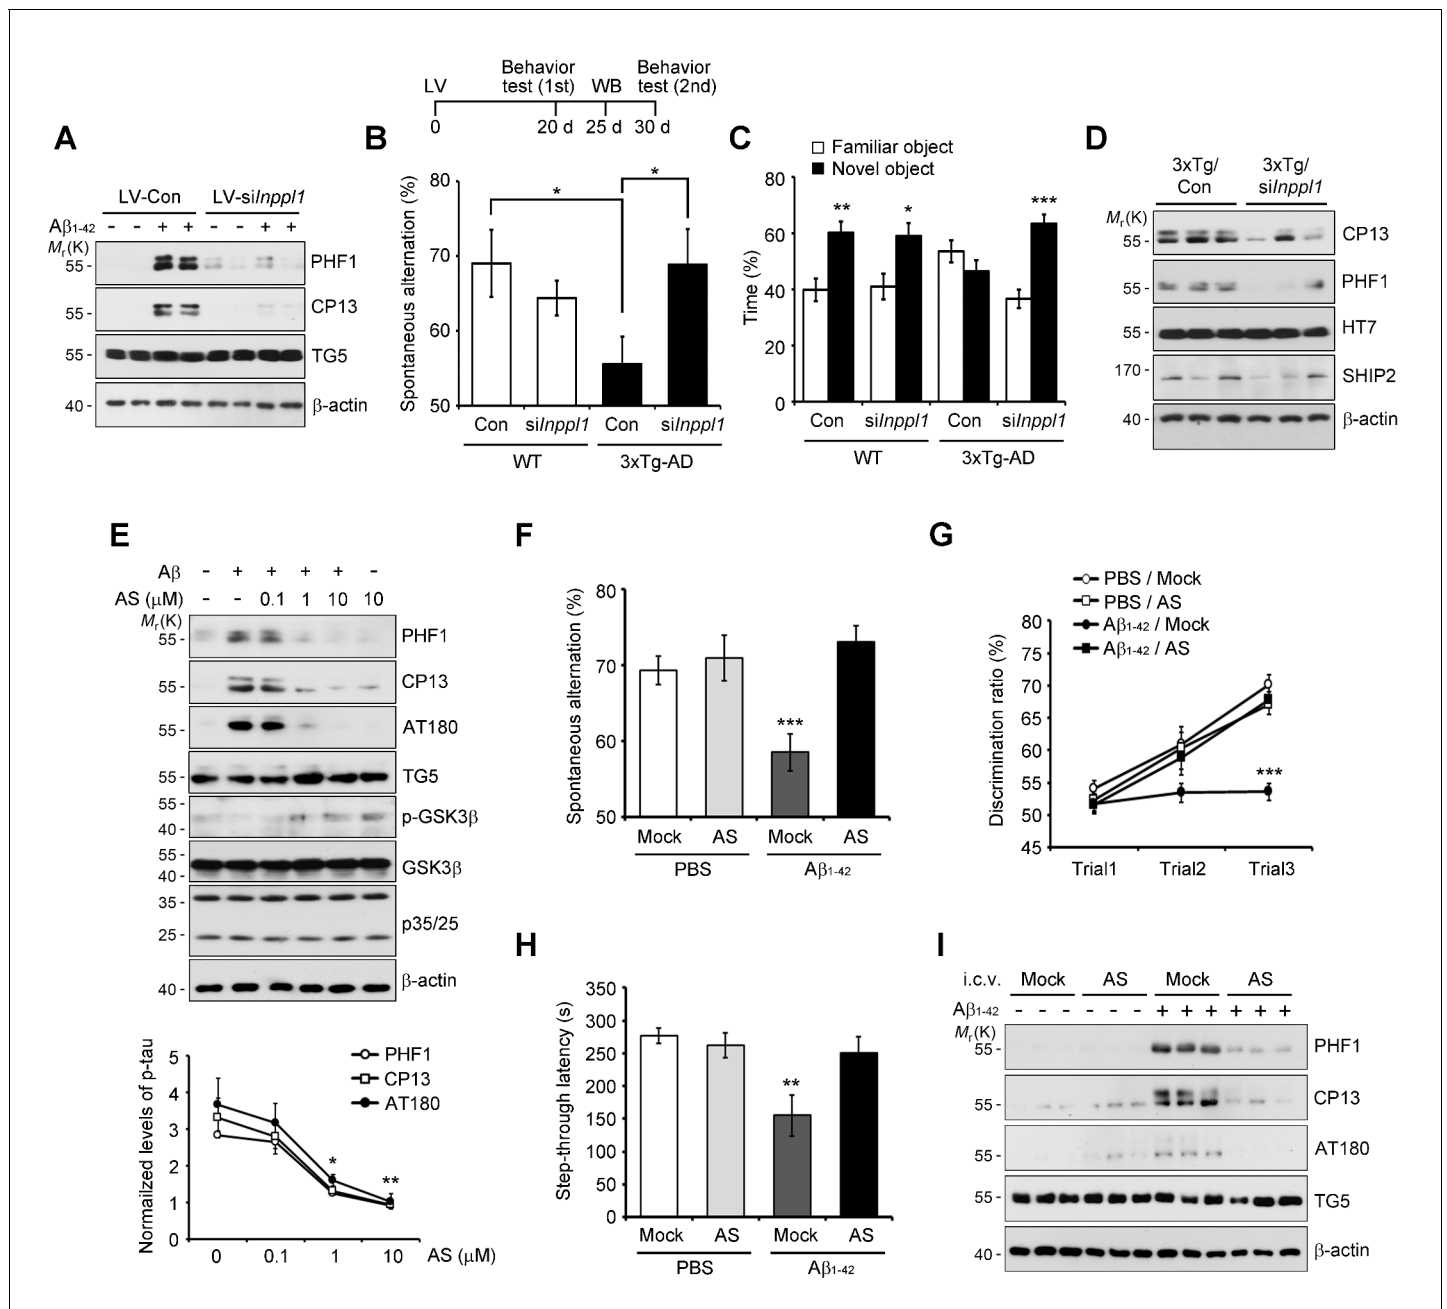 LV
Behavior
test (1st)
WB
Behavior
test (2nd)
0
20 d
25 d
30 d
A
LV-Con
LV-siInppl1
Aβ1-42
- - + + - - + +
Mr(K)
55 -
PHF1
55 -
CP13
55 -
TG5
40 -
β-actin
B
Spontaneous alternation (%)
80
70
60
50
*
*
Con
siInppl1
Con
siInppl1
WT
3xTg-AD
C
Familiar object
Novel object
Time (%)
80
60
40
20
0
**
*
***
Con
siInppl1
Con
siInppl1
WT
3xTg-AD
D
3xTg/
Con
3xTg/
siInppl1
Mr(K)
55 -
CP13
55 -
PHF1
55 -
HT7
170 -
SHIP2
40 -
β-actin
E
Aβ - + + + + -
AS (μM) - - 0.1 1 10 10
Mr(K)
55 -
PHF1
55 -
CP13
55 -
AT180
55 -
TG5
55 -
40 -
p-GSK3β
55 -
40 -
GSK3β
35 -
25 -
p35/25
40 -
β-actin
Normailzed levels of p-tau
5
4
3
2
1
0
PHF1
CP13
AT180
*
**
0 0.1 1 10 AS (μM)
F
Spontaneous alternation (%)
80
70
60
50
***
Mock
AS
Mock
AS
PBS
Aβ1-42
G
PBS / Mock
PBS / AS
Aβ1-42 / Mock
Aβ1-42 / AS
Discrimination ratio (%)
80
75
70
65
60
55
50
45
***
Trial1
Trial2
Trial3
H
Step-through latency (s)
350
300
250
200
150
100
50
0
**
Mock
AS
Mock
AS
PBS
Aβ1-42
I
i.c.v. Mock AS Mock AS
Aβ1-42 - - - - - - + + + + + +
Mr(K)
55 -
PHF1
55 -
CP13
55 -
AT180
55 -
TG5
40 -
β-actin